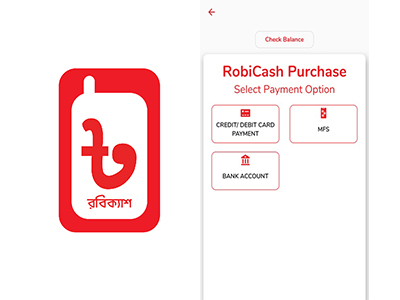 ৳
রবিক্যাশ
Check Balance
RobiCash Purchase
Select Payment Option
CREDIT/ DEBIT CARD
PAYMENT
MFS
BANK ACCOUNT